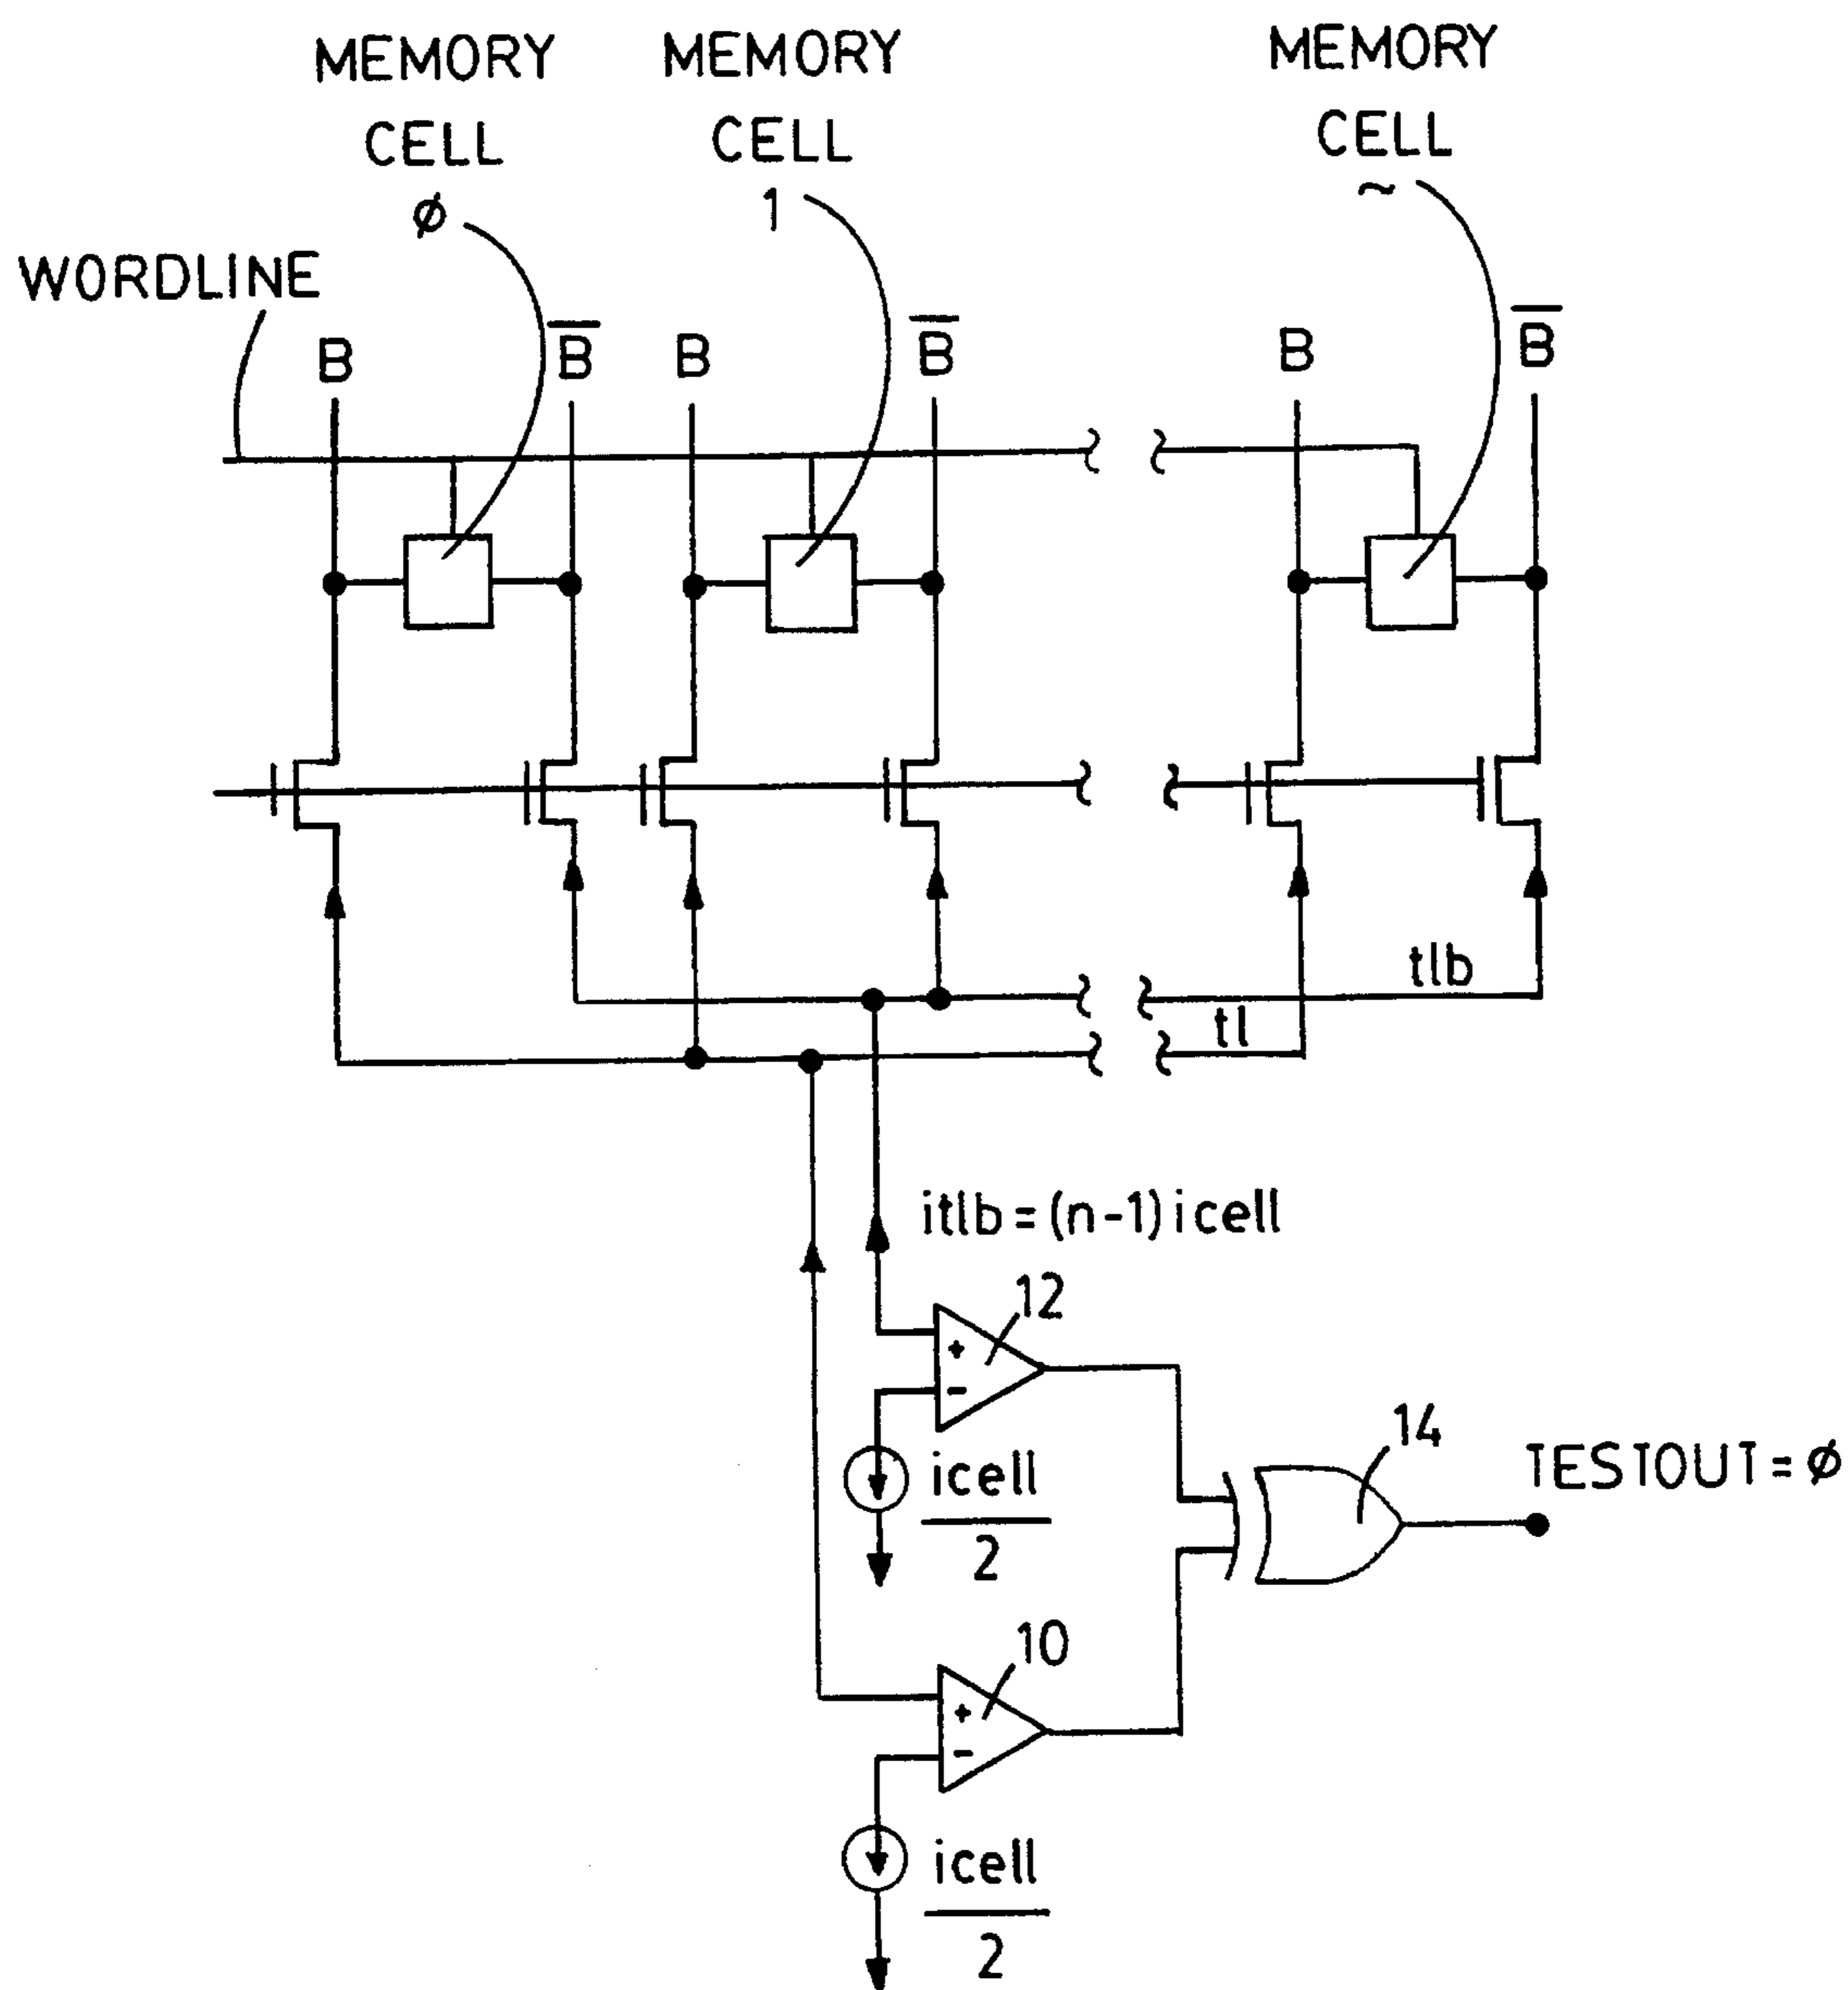 MEMORY CELL ϕ
MEMORY CELL 1
MEMORY CELL ~
WORDLINE
B
B̅
B
B̅
B
B̅
tlb
tl
itlb = (n-1) icell
12
+
-
icell
2
14
TESTOUT = ϕ
10
+
-
icell
2